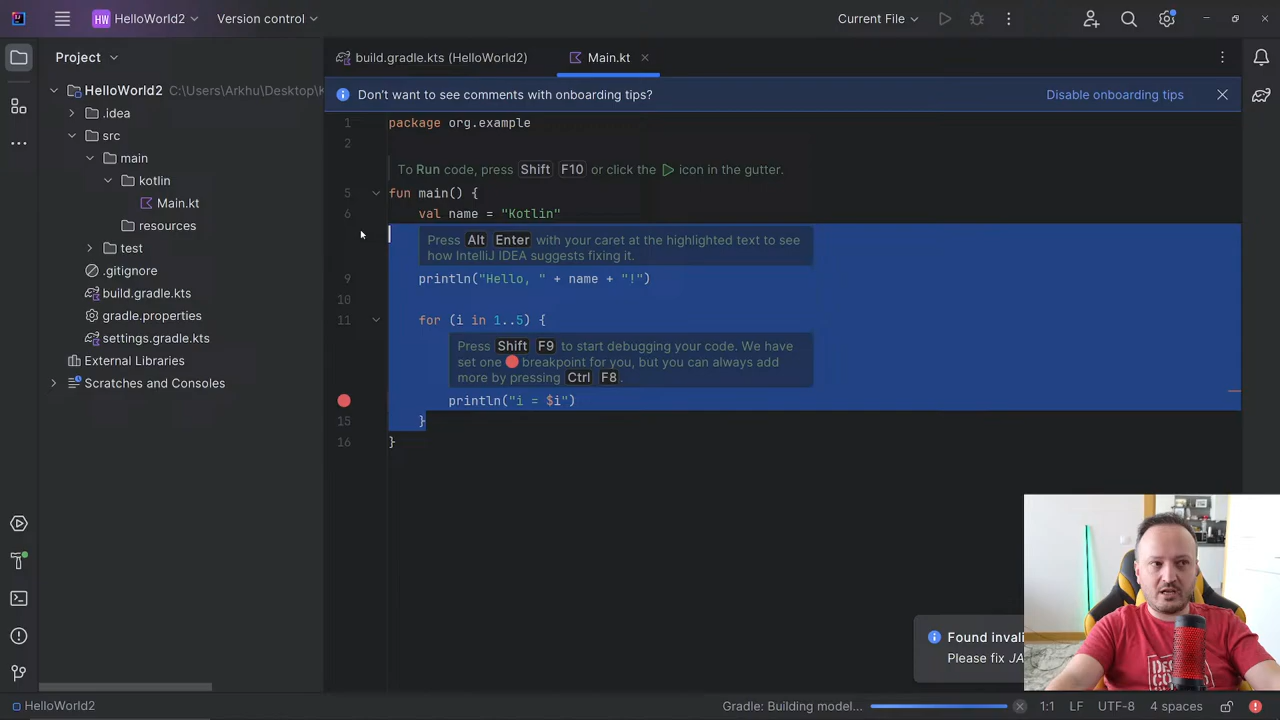 HW HelloWorld2 Version control Current File
Project
build.gradle.kts (HelloWorld2) Main.kt
HelloWorld2 C:\Users\Arkhu\Desktop\K
.idea
src
main
kotlin
Main.kt
resources
test
.gitignore
build.gradle.kts
gradle.properties
settings.gradle.kts
External Libraries
Scratches and Consoles
Don't want to see comments with onboarding tips? Disable onboarding tips
1 package org.example
2
To Run code, press Shift F10 or click the icon in the gutter.
5 fun main() {
6 val name = "Kotlin"
Press Alt Enter with your caret at the highlighted text to see
how IntelliJ IDEA suggests fixing it.
9 println("Hello, " + name + "!")
10
11 for (i in 1..5) {
Press Shift F9 to start debugging your code. We have
set one breakpoint for you, but you can always add
more by pressing Ctrl F8.
println("i = $i")
15 }
16 }
Found invali
Please fix JA
HelloWorld2 Gradle: Building model... 1:1 LF UTF-8 4 spaces